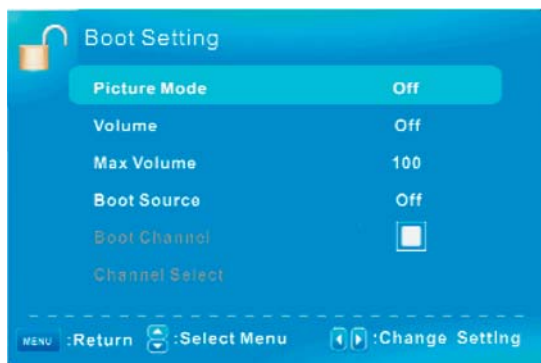 Boot Setting
Picture Mode Off
Volume Off
Max Volume 100
Boot Source Off
Boot Channel
Channel Select
MENU :Return :Select Menu :Change Setting